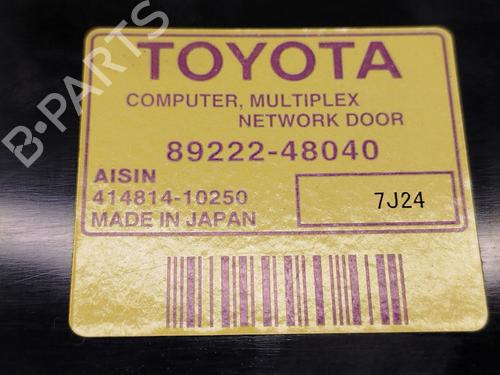 TOYOTA
COMPUTER, MULTIPLEX
NETWORK DOOR
89222-48040
AISIN
414814-10250
MADE IN JAPAN
7J24
B-PARTS